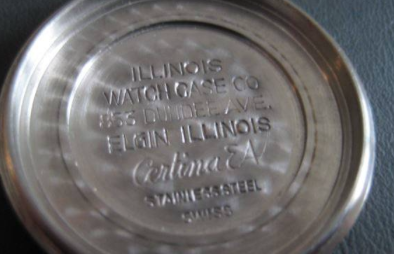 ILLINOIS
WATCH CASE CO
853 DUNDEE AVE.
ELGIN ILLINOIS
Certina
STAINLESS STEEL
SWISS